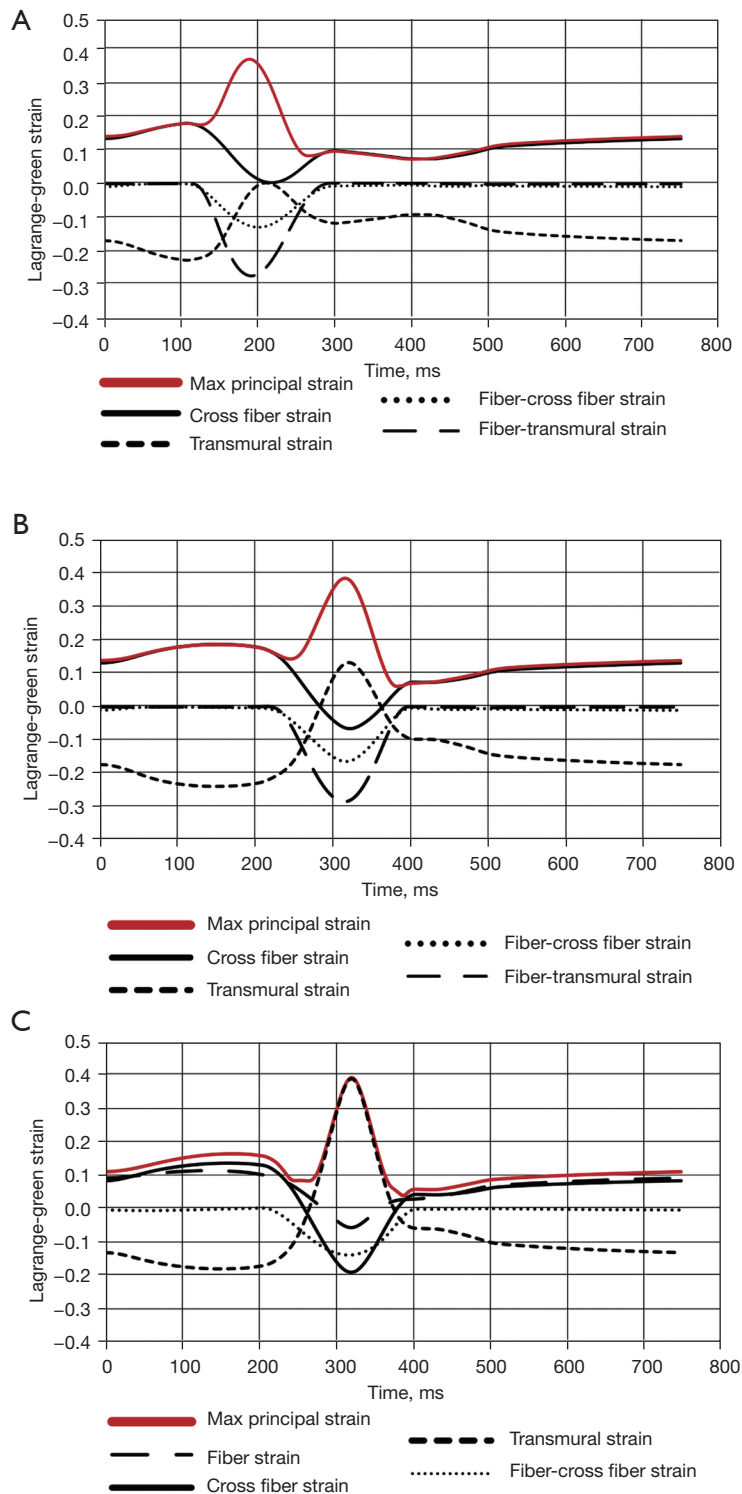 A
0.5
0.4
0.3
0.2
0.1
0.0
−0.1
−0.2
−0.3
−0.4
Lagrange-green strain
0 100 200 300 400 500 600 700 800
Time, ms
Max principal strain
Cross fiber strain
Transmural strain
Fiber-cross fiber strain
Fiber-transmural strain
B
0.5
0.4
0.3
0.2
0.1
0.0
−0.1
−0.2
−0.3
−0.4
Lagrange-green strain
0 100 200 300 400 500 600 700 800
Time, ms
Max principal strain
Cross fiber strain
Transmural strain
Fiber-cross fiber strain
Fiber-transmural strain
C
0.5
0.4
0.3
0.2
0.1
0.0
−0.1
−0.2
−0.3
−0.4
Lagrange-green strain
0 100 200 300 400 500 600 700 800
Time, ms
Max principal strain
Fiber strain
Cross fiber strain
Transmural strain
Fiber-cross fiber strain